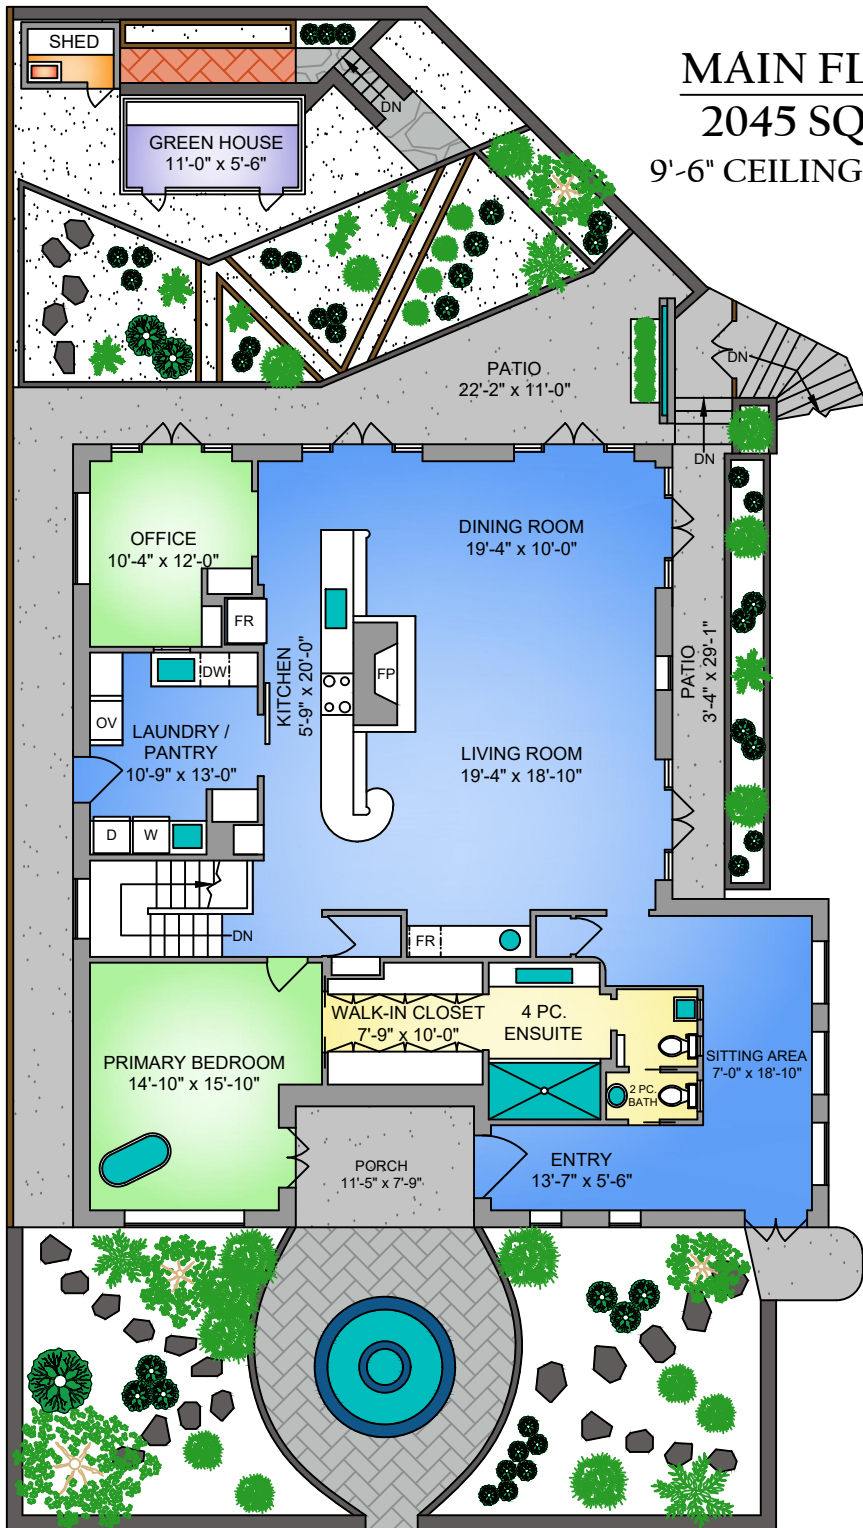 MAIN FL
2045 SQ
9'-6" CEILING
SHED
DN
GREEN HOUSE
11'-0" x 5'-6"
PATIO
22'-2" x 11'-0"
DN
DN
OFFICE
10'-4" x 12'-0"
DINING ROOM
19'-4" x 10'-0"
FR
KITCHEN
5'-9" x 20'-0"
DW
FP
PATIO
3'-4" x 29'-1"
OV
LAUNDRY /
PANTRY
10'-9" x 13'-0"
LIVING ROOM
19'-4" x 18'-10"
D
W
DN
FR
WALK-IN CLOSET
7'-9" x 10'-0"
4 PC.
ENSUITE
PRIMARY BEDROOM
14'-10" x 15'-10"
SITTING AREA
7'-0" x 18'-10"
2 PC.
BATH
PORCH
11'-5" x 7'-9"
ENTRY
13'-7" x 5'-6"